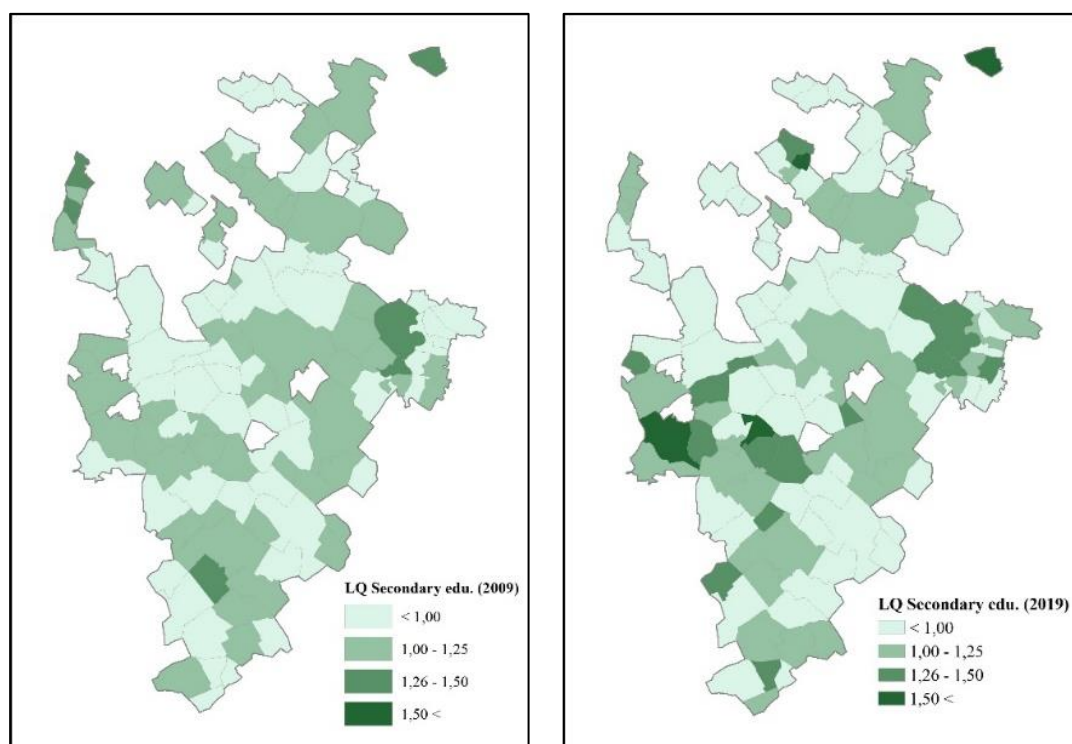 LQ Secondary edu. (2009)
< 1,00
1,00 - 1,25
1,26 - 1,50
1,50 <
LQ Secondary edu. (2019)
< 1,00
1,00 - 1,25
1,26 - 1,50
1,50 <